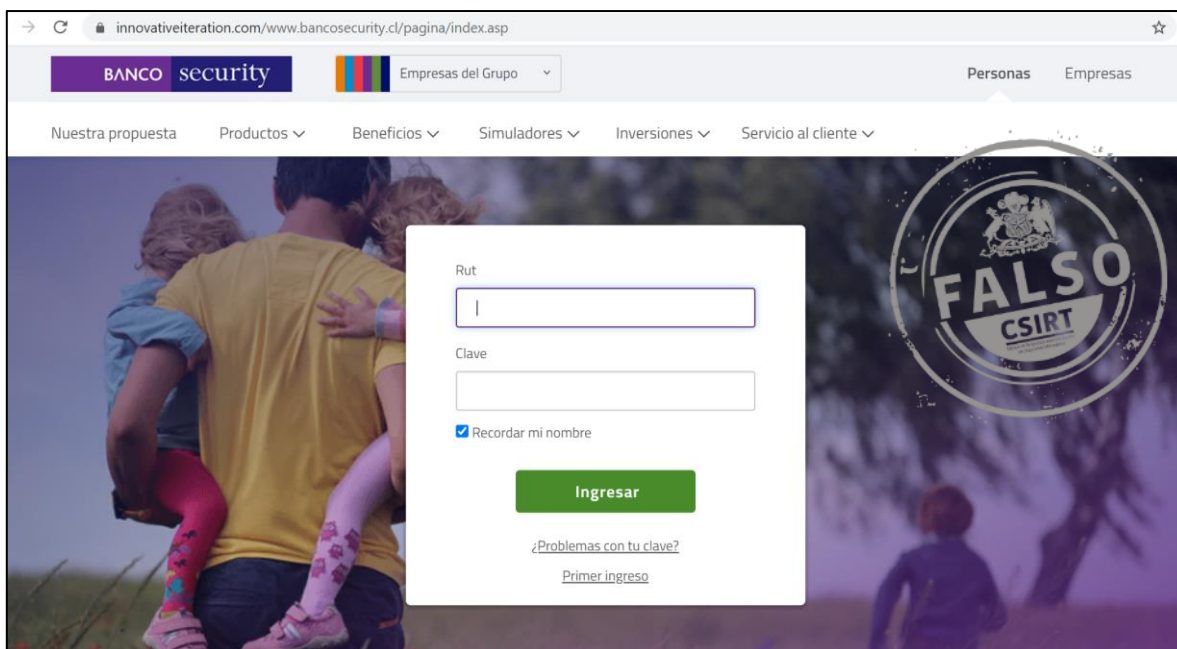 innovativeiteration.com/www.bancosecurity.cl/pagina/index.asp
BANCO security
Empresas del Grupo
Personas Empresas
Nuestra propuesta Productos Beneficios Simuladores Inversiones Servicio al cliente
FALSO
CSIRT
Rut
Clave
Recordar mi nombre
Ingresar
¿Problemas con tu clave?
Primer ingreso